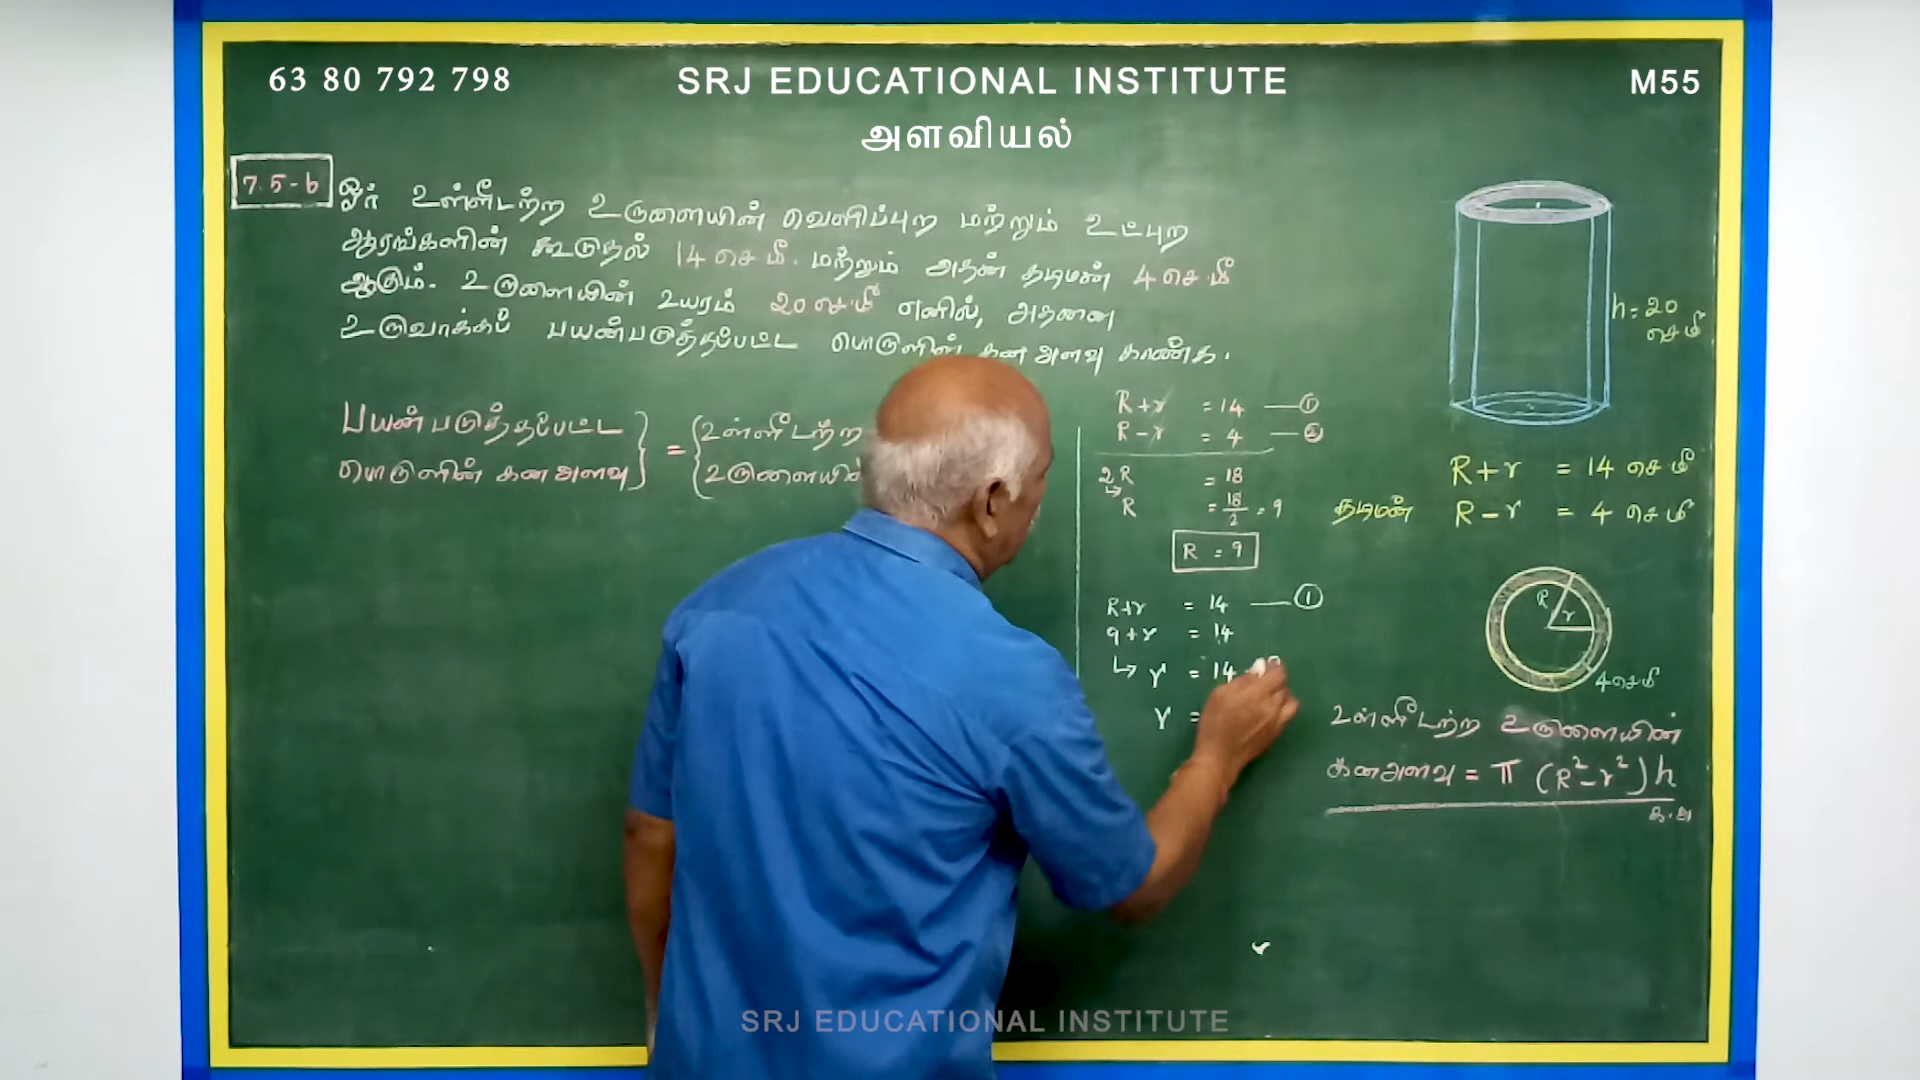 63 80 792 798
SRJ EDUCATIONAL INSTITUTE
M55
அளவியல்
7.5-6
ஓர் உள்ளீடற்ற உருளையின் வெளிப்புற மற்றும் உட்புற
ஆரங்களின் கூடுதல் 14 செ.மீ. மற்றும் அதன் தடிமன் 4 செ.மீ
ஆகும். உருளையின் உயரம் 20 செ.மீ எனில், அதனை
உருவாக்கப் பயன்படுத்தப்பட்ட பொருளின் கன அளவு காண்க.
பயன்படுத்தப்பட்ட
பொருளின் கன அளவு
=
உள்ளீடற்ற
R+r = 14 — ①
R-r = 4 — ②
2R = 18
R = 18/2 = 9
R = 9
R+r = 14 — ①
9+r = 14
↳ r = 14
r =
h = 20
செ.மீ
R+r = 14 செ.மீ
தடிமன் R-r = 4 செ.மீ
R
r
4 செ.மீ
உள்ளீடற்ற உருளையின்
கனஅளவு = π (R²-r²)h
க.அ
SRJ EDUCATIONAL INSTITUTE